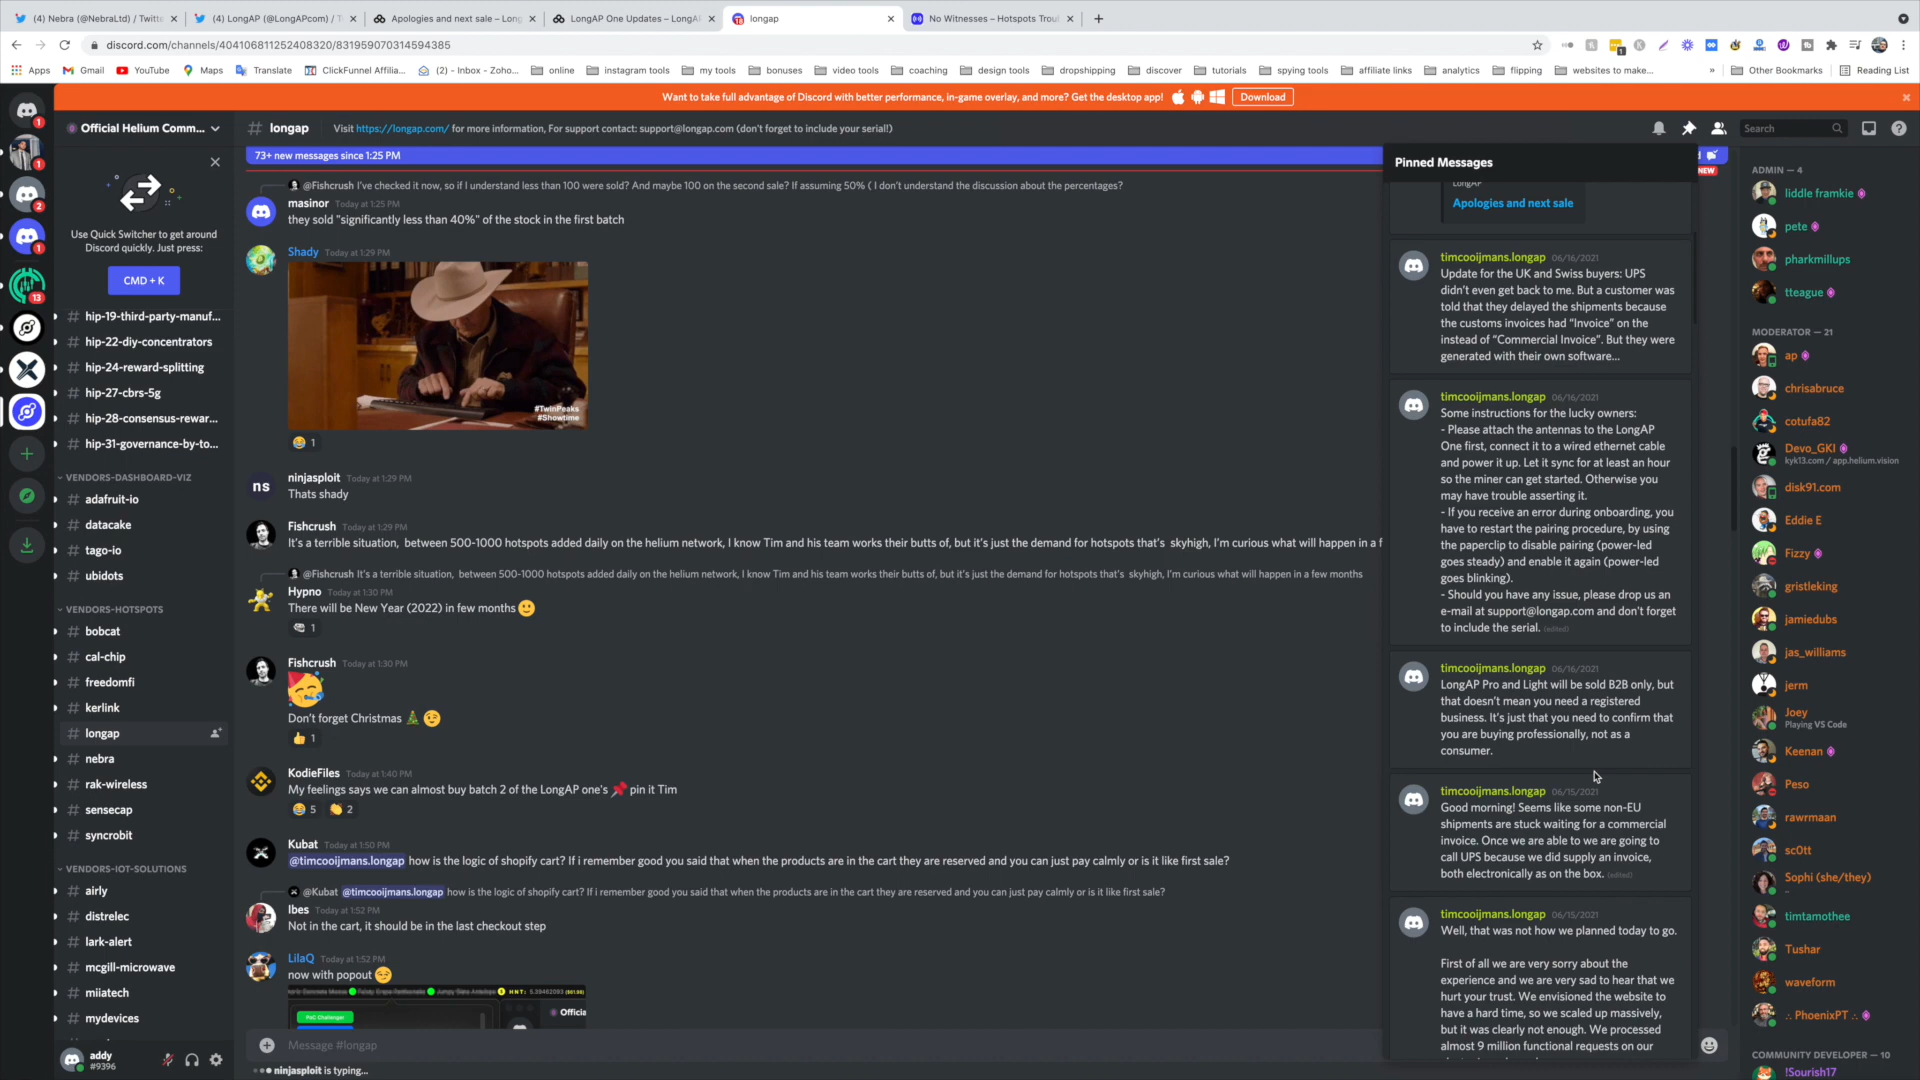 (4) Nebra (@NebraLtd) / Twitte
(4) LongAP (@LongAPcom) / T
Apologies and next sale – Long
LongAP One Updates – LongA
longap
No Witnesses – Hotspots Trou
discord.com/channels/404106811252408320/831959070314594385
Apps
Gmail
YouTube
Maps
Translate
ClickFunnel Affilia...
(2) - Inbox - Zoho...
online
instagram tools
my tools
bonuses
video tools
coaching
design tools
dropshipping
discover
tutorials
spying tools
affiliate links
analytics
flipping
websites to make...
»
Other Bookmarks
Reading List
Want to take full advantage of Discord with better performance, in-game overlay, and more? Get the desktop app!
Download
1
1
2
1
13
Official Helium Comm...
Use Quick Switcher to get around
Discord quickly. Just press:
CMD + K
# hip-19-third-party-manuf...
# hip-22-diy-concentrators
# hip-24-reward-splitting
# hip-27-cbrs-5g
# hip-28-consensus-rewar...
# hip-31-governance-by-to...
VENDORS-DASHBOARD-VIZ
# adafruit-io
# datacake
# tago-io
# ubidots
VENDORS-HOTSPOTS
# bobcat
# cal-chip
# freedomfi
# kerlink
# longap
# nebra
# rak-wireless
# sensecap
# syncrobit
VENDORS-IOT-SOLUTIONS
# airly
# distrelec
# lark-alert
# mcgill-microwave
# miiatech
# mydevices
addy
#9396
# longap
Visit https://longap.com/ for more information, For support contact: support@longap.com (don't forget to include your serial!)
Search
73+ new messages since 1:25 PM
NEW
@Fishcrush I've checked it now, so if I understand less than 100 were sold? And maybe 100 on the second sale? If assuming 50% ( I don't understand the discussion about the percentages?
masinor Today at 1:25 PM
they sold "significantly less than 40%" of the stock in the first batch
Shady Today at 1:29 PM
#TwinPeaks
#Showtime
1
ns
ninjasploit Today at 1:29 PM
Thats shady
Fishcrush Today at 1:29 PM
It's a terrible situation, between 500-1000 hotspots added daily on the helium network, I know Tim and his team works their butts of, but it's just the demand for hotspots that's skyhigh, I'm curious what will happen in a f
@Fishcrush It's a terrible situation, between 500-1000 hotspots added daily on the helium network, I know Tim and his team works their butts of, but it's just the demand for hotspots that's skyhigh, I'm curious what will happen in a few months
Hypno Today at 1:30 PM
There will be New Year (2022) in few months 🙂
1
Fishcrush Today at 1:30 PM
🥳
Don't forget Christmas 🎄 😉
👍 1
KodieFiles Today at 1:40 PM
My feelings says we can almost buy batch 2 of the LongAP one's 📌 pin it Tim
😂 5 👏 2
Kubat Today at 1:50 PM
@timcooijmans.longap how is the logic of shopify cart? If i remember good you said that when the products are in the cart they are reserved and you can just pay calmly or is it like first sale?
@Kubat @timcooijmans.longap how is the logic of shopify cart? If i remember good you said that when the products are in the cart they are reserved and you can just pay calmly or is it like first sale?
Ibes Today at 1:52 PM
Not in the cart, it should be in the last checkout step
LilaQ Today at 1:52 PM
now with popout 😏
PoC Challenger
HNT:
Officia
Message #longap
ninjasploit is typing...
Pinned Messages
LongAP
Apologies and next sale
timcooijmans.longap 06/16/2021
Update for the UK and Swiss buyers: UPS
didn't even get back to me. But a customer was
told that they delayed the shipments because
the customs invoices had “Invoice” on the
instead of “Commercial Invoice”. But they were
generated with their own software...
timcooijmans.longap 06/16/2021
Some instructions for the lucky owners:
- Please attach the antennas to the LongAP
One first, connect it to a wired ethernet cable
and power it up. Let it sync for at least an hour
so the miner can get started. Otherwise you
may have trouble asserting it.
- If you receive an error during onboarding, you
have to restart the pairing procedure, by using
the paperclip to disable pairing (power-led
goes steady) and enable it again (power-led
goes blinking).
- Should you have any issue, please drop us an
e-mail at support@longap.com and don't forget
to include the serial. (edited)
timcooijmans.longap 06/16/2021
LongAP Pro and Light will be sold B2B only, but
that doesn't mean you need a registered
business. It's just that you need to confirm that
you are buying professionally, not as a
consumer.
timcooijmans.longap 06/15/2021
Good morning! Seems like some non-EU
shipments are stuck waiting for a commercial
invoice. Once we are able to we are going to
call UPS because we did supply an invoice,
both electronically as on the box. (edited)
timcooijmans.longap 06/15/2021
Well, that was not how we planned today to go.
First of all we are very sorry about the
experience and we are very sad to hear that we
hurt your trust. We envisioned the website to
have a hard time, so we scaled up massively,
but it was clearly not enough. We processed
almost 9 million functional requests on our
ADMIN — 4
liddle framkie
pete
pharkmillups
tteague
MODERATOR — 21
ap
chrisabruce
cotufa82
Devo_GKI
kyk13.com / app.helium.vision
disk91.com
Eddie E
Fizzy
gristleking
jamiedubs
jas_williams
jerm
Joey
Playing VS Code
Keenan
Peso
rawrmaan
sc0tt
Sophi (she/they)
..
timtamothee
Tushar
waveform
∴ PhoenixPT ∴
COMMUNITY DEVELOPER — 10
!Sourish17